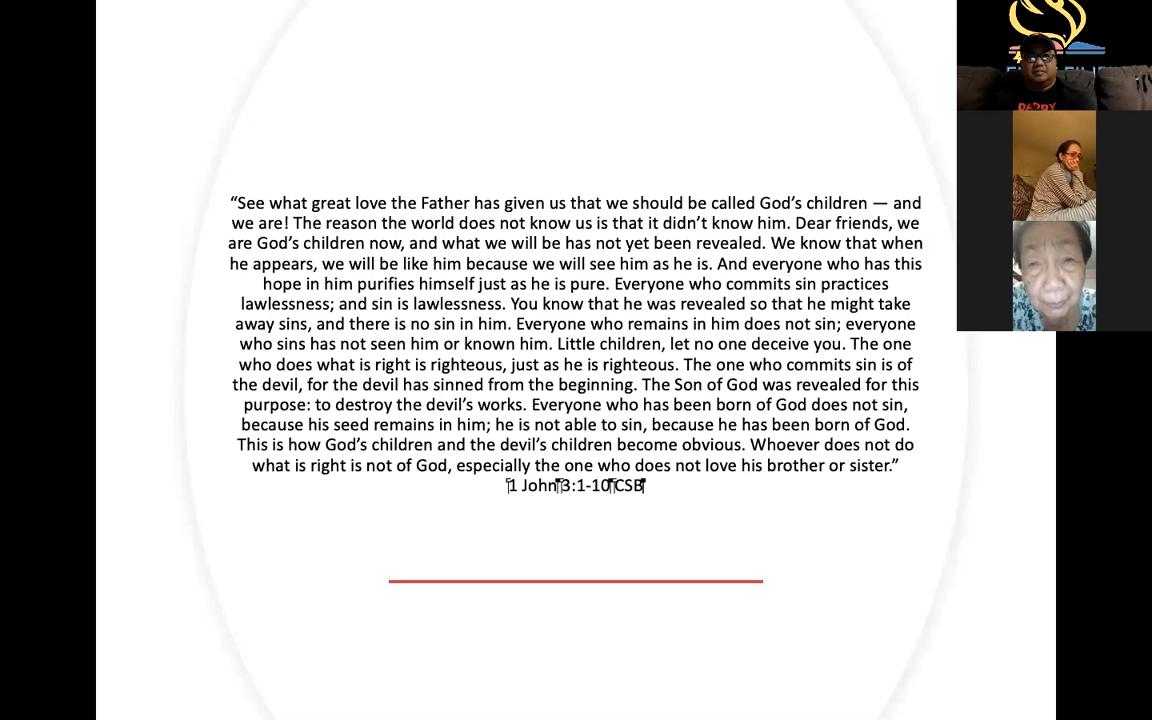 “See what great love the Father has given us that we should be called God’s children — and
we are! The reason the world does not know us is that it didn’t know him. Dear friends, we
are God’s children now, and what we will be has not yet been revealed. We know that when
he appears, we will be like him because we will see him as he is. And everyone who has this
hope in him purifies himself just as he is pure. Everyone who commits sin practices
lawlessness; and sin is lawlessness. You know that he was revealed so that he might take
away sins, and there is no sin in him. Everyone who remains in him does not sin; everyone
who sins has not seen him or known him. Little children, let no one deceive you. The one
who does what is right is righteous, just as he is righteous. The one who commits sin is of
the devil, for the devil has sinned from the beginning. The Son of God was revealed for this
purpose: to destroy the devil’s works. Everyone who has been born of God does not sin,
because his seed remains in him; he is not able to sin, because he has been born of God.
This is how God’s children and the devil’s children become obvious. Whoever does not do
what is right is not of God, especially the one who does not love his brother or sister.”
1 John 3:1-10 CSB